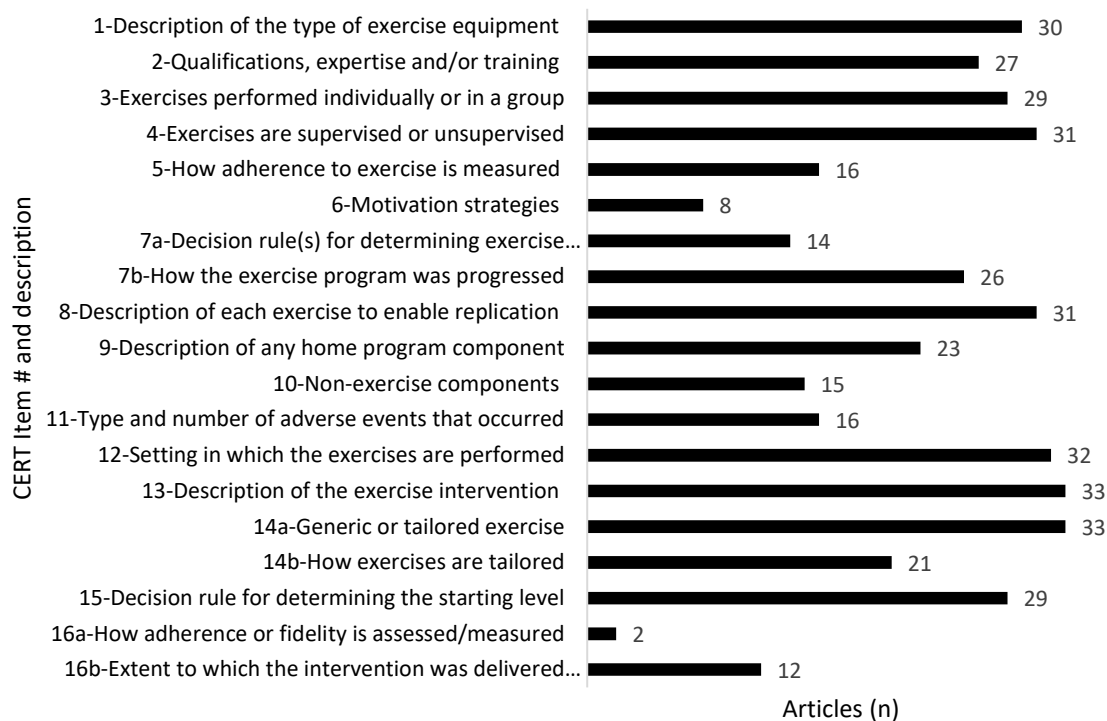 1-Description of the type of exercise equipment 30
2-Qualifications, expertise and/or training 27
3-Exercises performed individually or in a group 29
4-Exercises are supervised or unsupervised 31
5-How adherence to exercise is measured 16
6-Motivation strategies 8
7a-Decision rule(s) for determining exercise… 14
7b-How the exercise program was progressed 26
8-Description of each exercise to enable replication 31
9-Description of any home program component 23
10-Non-exercise components 15
11-Type and number of adverse events that occurred 16
12-Setting in which the exercises are performed 32
13-Description of the exercise intervention 33
14a-Generic or tailored exercise 33
14b-How exercises are tailored 21
15-Decision rule for determining the starting level 29
16a-How adherence or fidelity is assessed/measured 2
16b-Extent to which the intervention was delivered… 12
CERT Item # and description
Articles (n)